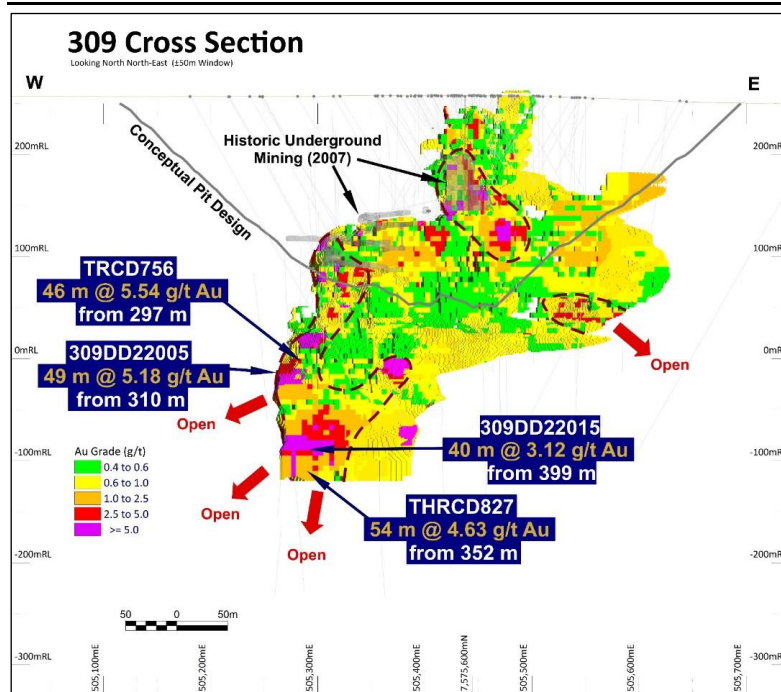 309 Cross Section
Looking North North-East (±50m Window)
W
E
200mRL
200mRL
Historic Underground
Mining (2007)
Conceptual Pit Design
100mRL
100mRL
TRCD756
46 m @ 5.54 g/t Au
from 297 m
0mRL
0mRL
309DD22005
49 m @ 5.18 g/t Au
from 310 m
Open
Open
-100mRL
-100mRL
309DD22015
40 m @ 3.12 g/t Au
from 399 m
Au Grade (g/t)
0.4 to 0.6
0.6 to 1.0
1.0 to 2.5
2.5 to 5.0
>= 5.0
THRCD827
54 m @ 4.63 g/t Au
from 352 m
Open
Open
-200mRL
-200mRL
50 0 50m
-300mRL
-300mRL
505,100mE
505,200mE
505,300mE
505,400mE
7,575,600mN
505,500mE
505,600mE
505,700mE